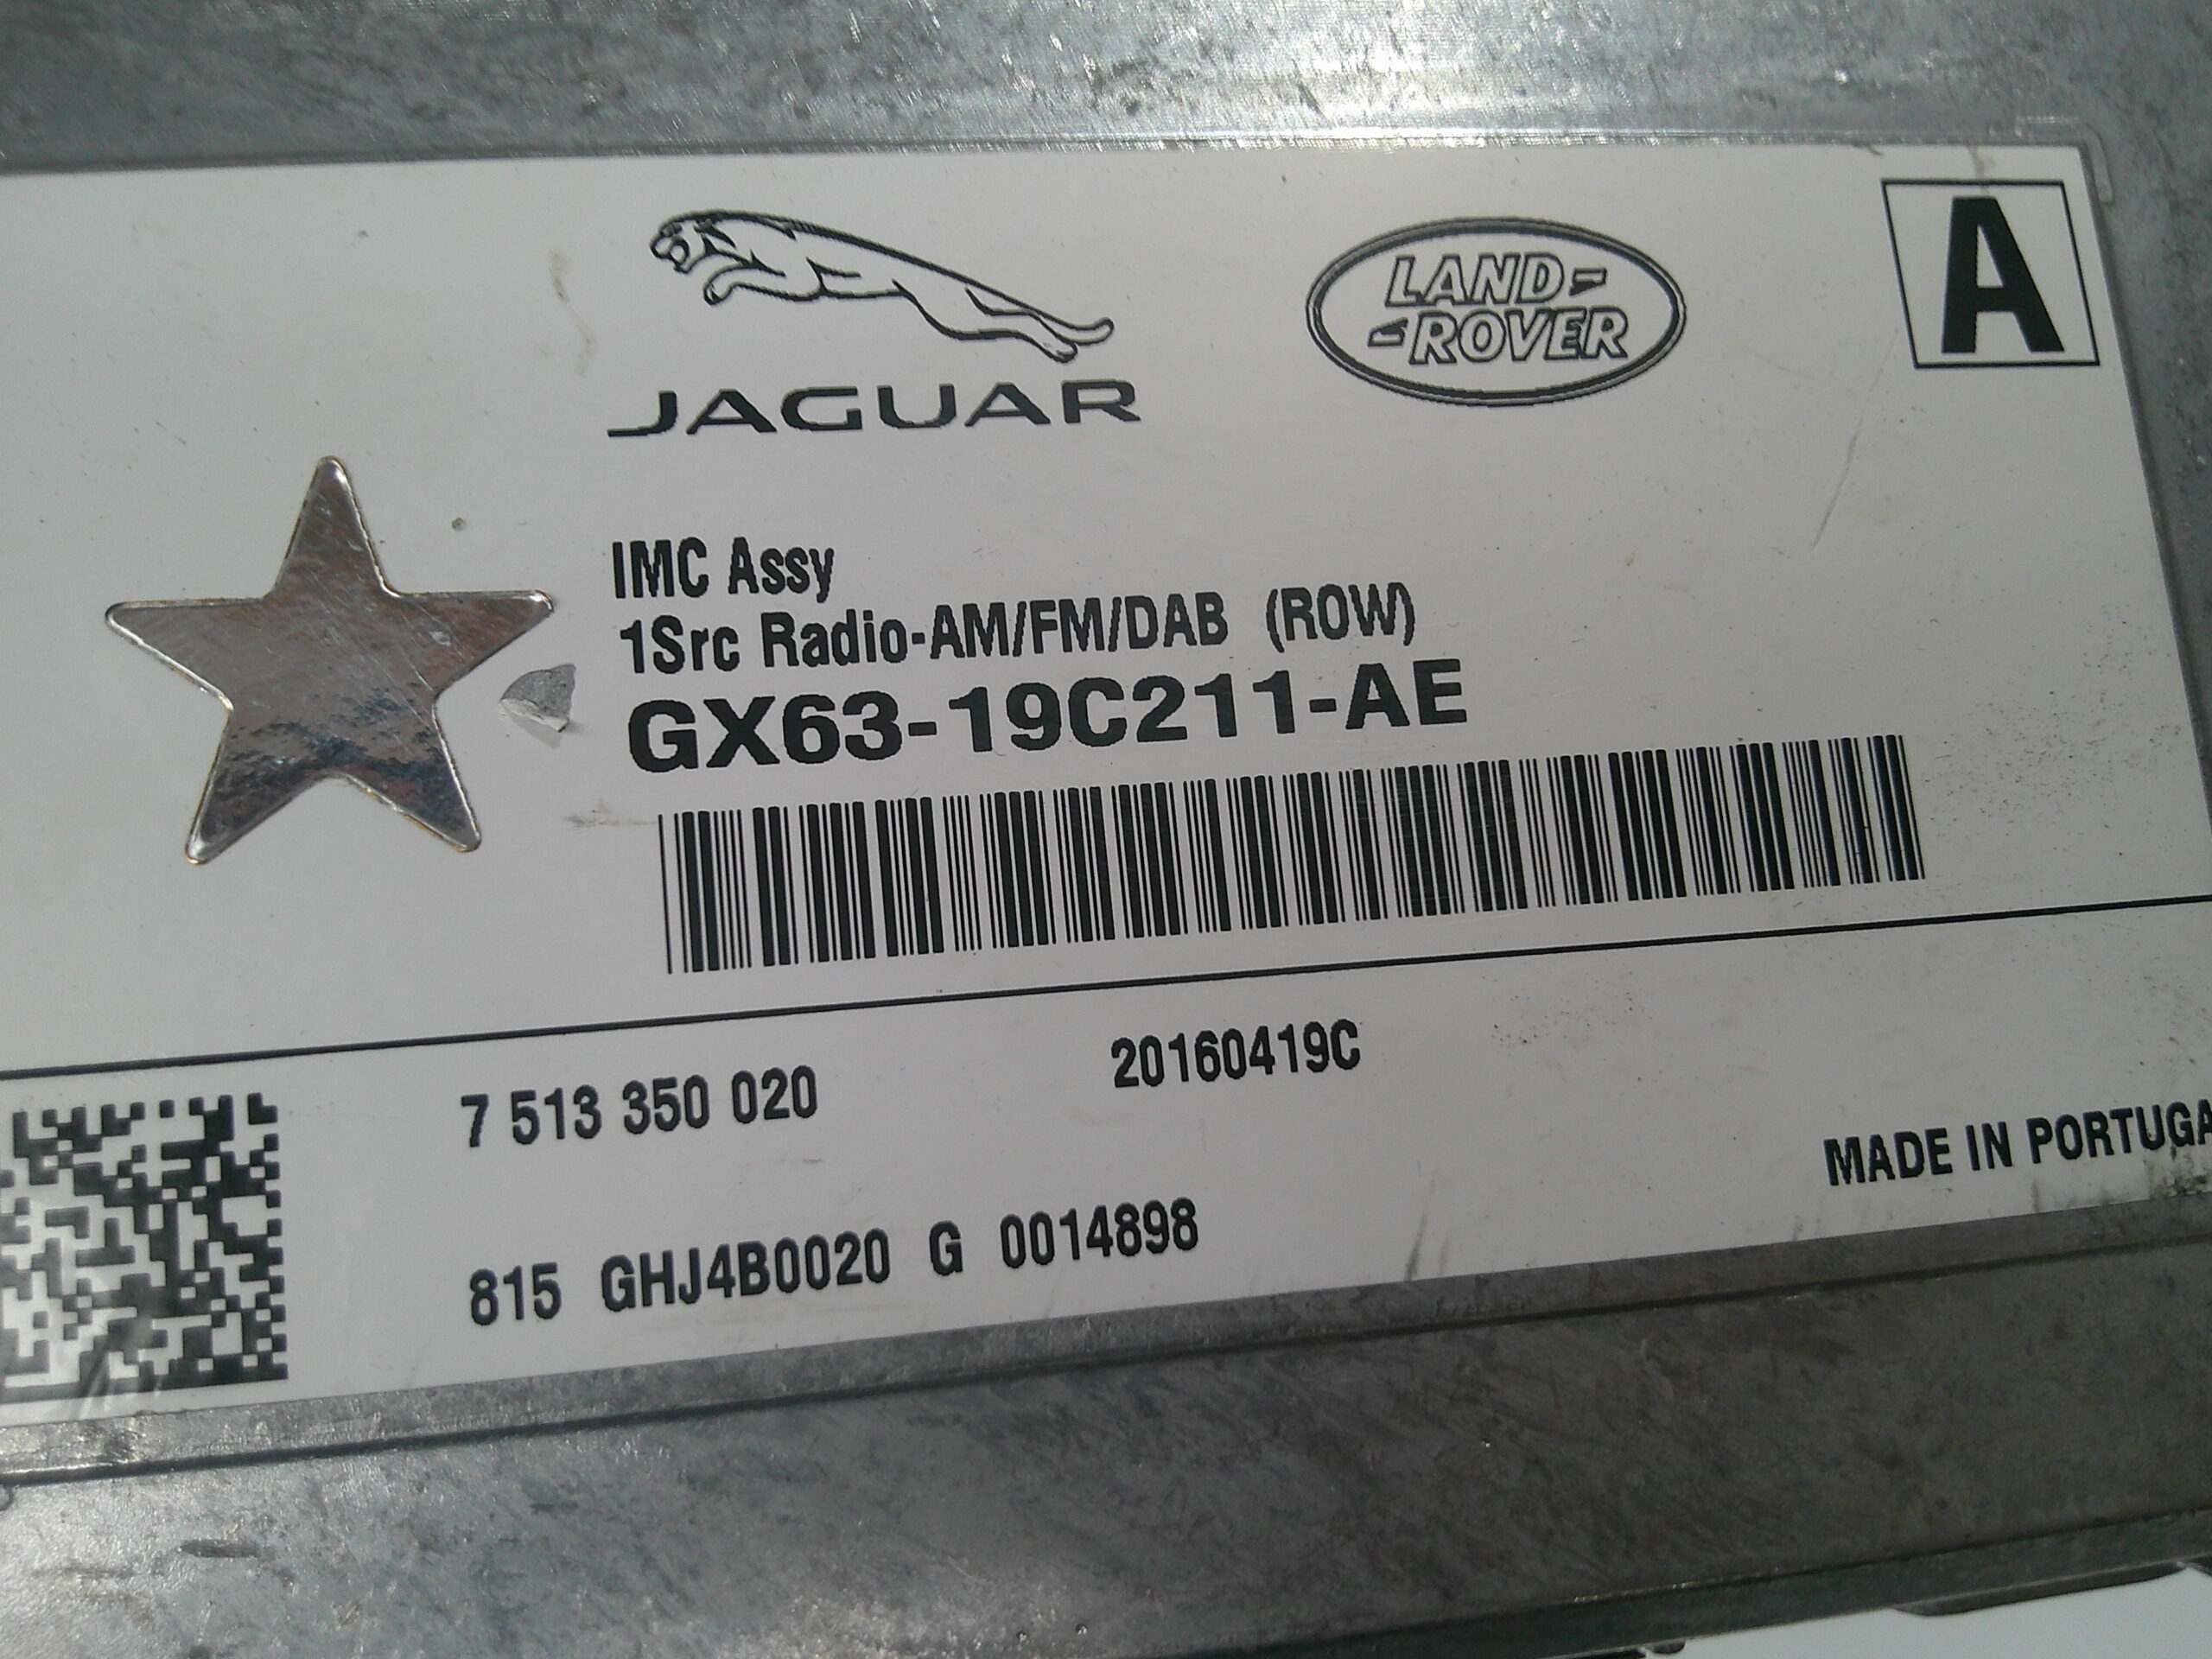 JAGUAR
LAND-
-ROVER
A
IMC Assy
1Src Radio-AM/FM/DAB (ROW)
GX63-19C211-AE
7 513 350 020
20160419C
MADE IN PORTUGA
815 GHJ4B0020 G 0014898